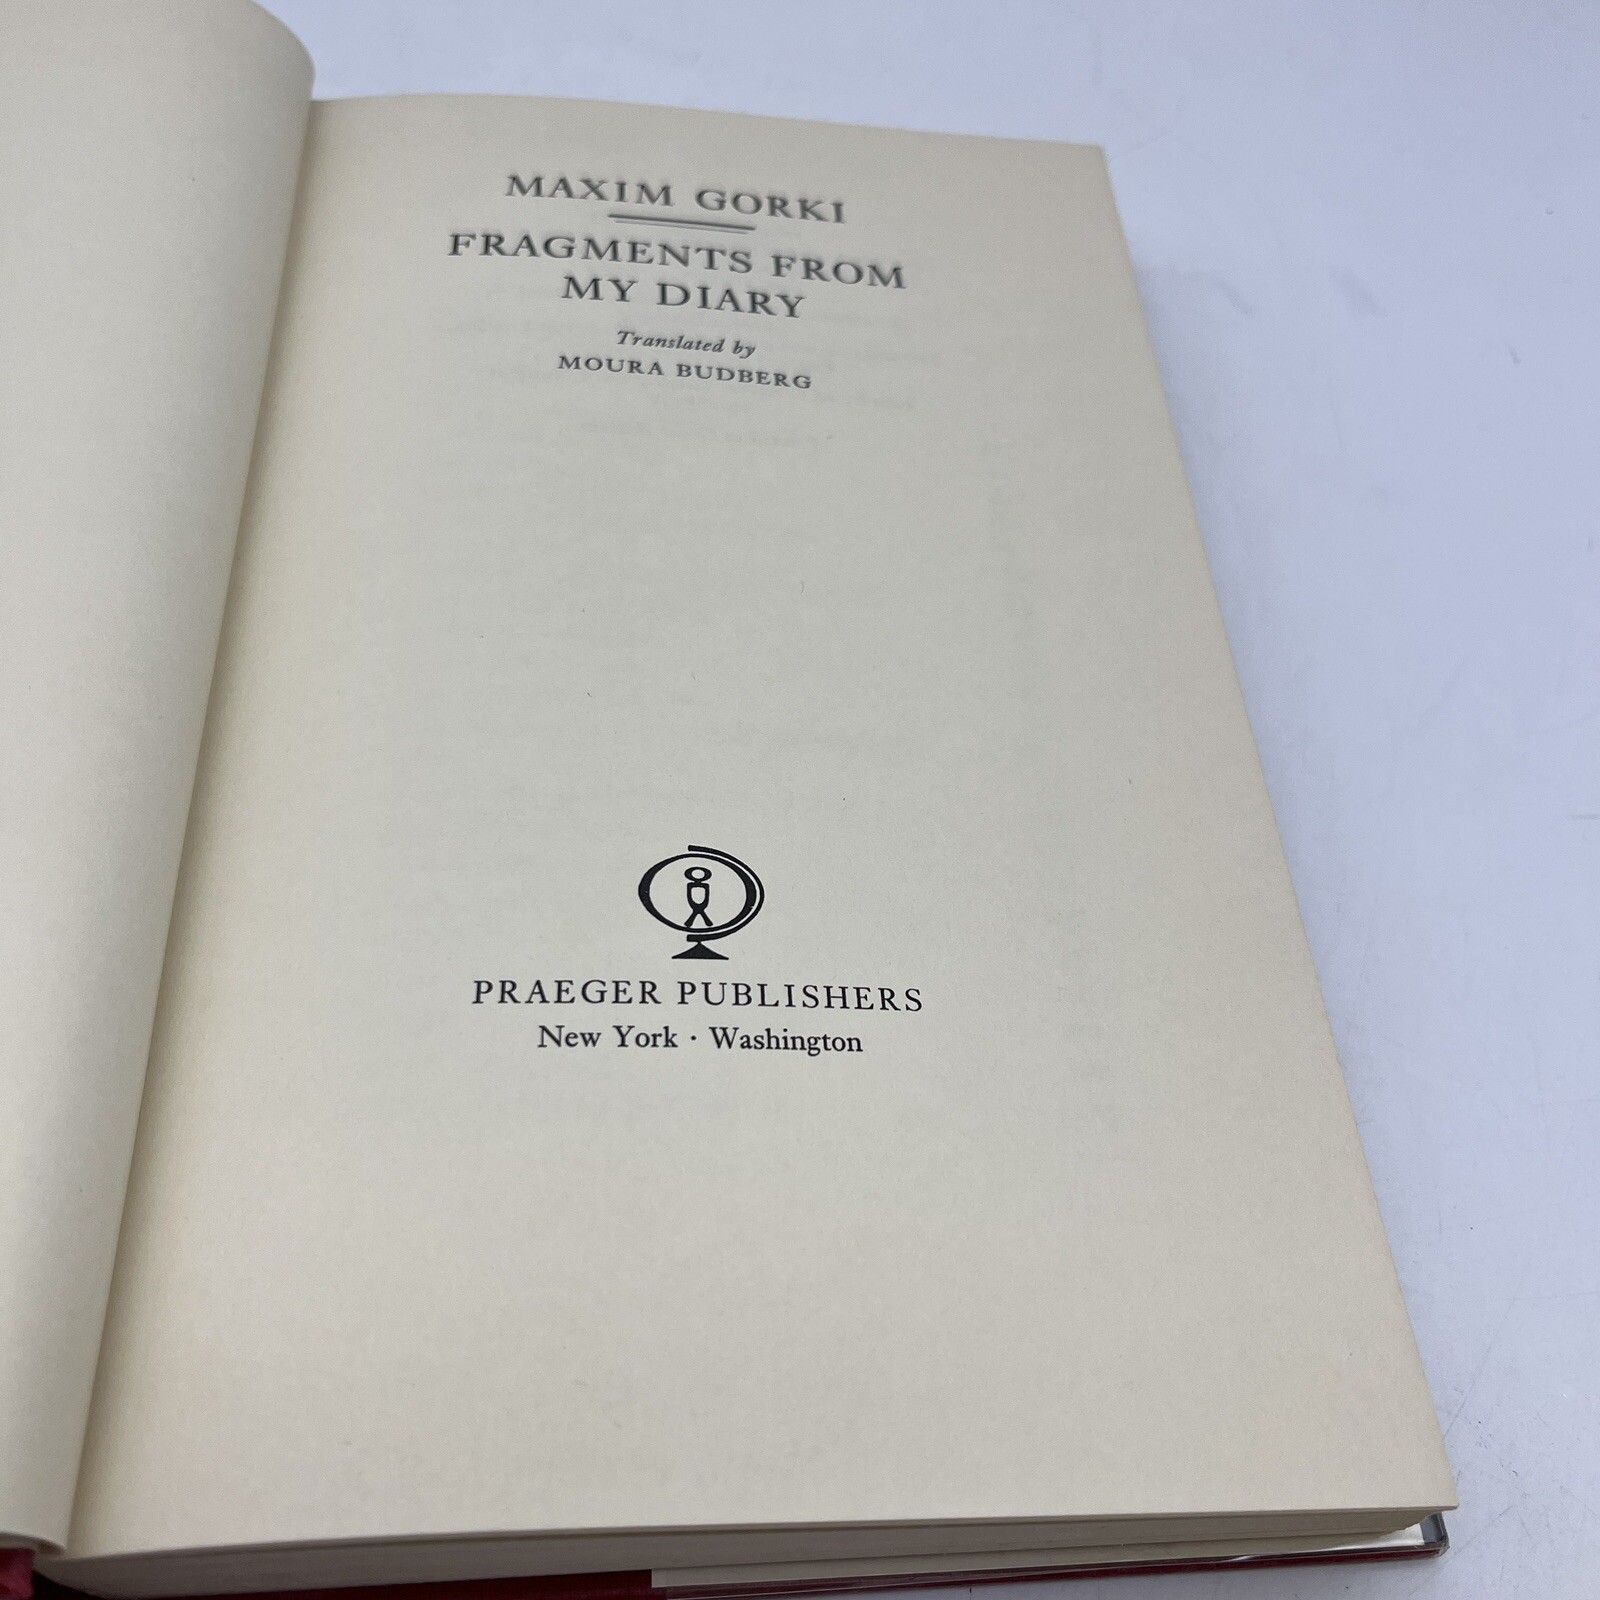 MAXIM GORKI
FRAGMENTS FROM
MY DIARY
Translated by
MOURA BUDBERG
PRAEGER PUBLISHERS
New York · Washington